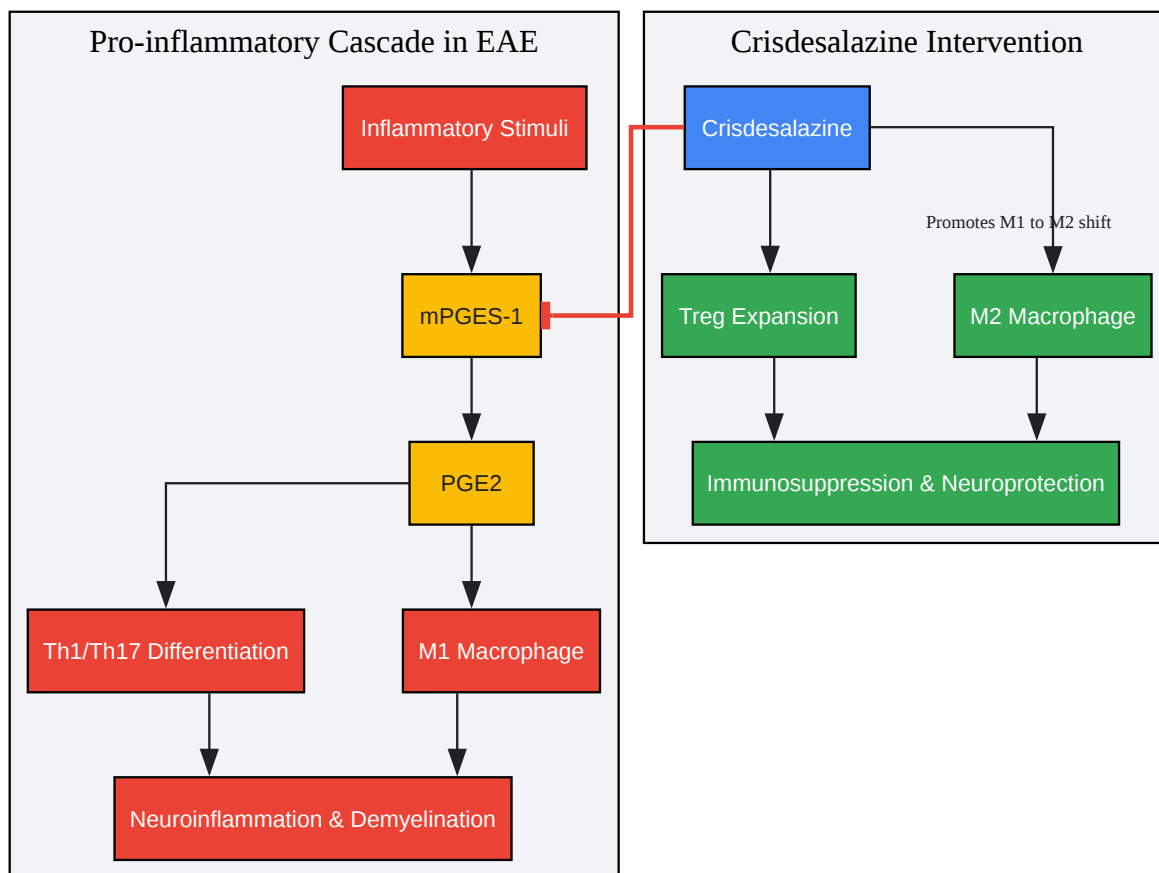 Pro-inflammatory Cascade in EAE
Inflammatory Stimuli
mPGES-1
PGE2
Th1/Th17 Differentiation
M1 Macrophage
Neuroinflammation & Demyelination
Crisdesalazine Intervention
Crisdesalazine
Promotes M1 to M2 shift
Treg Expansion
M2 Macrophage
Immunosuppression & Neuroprotection